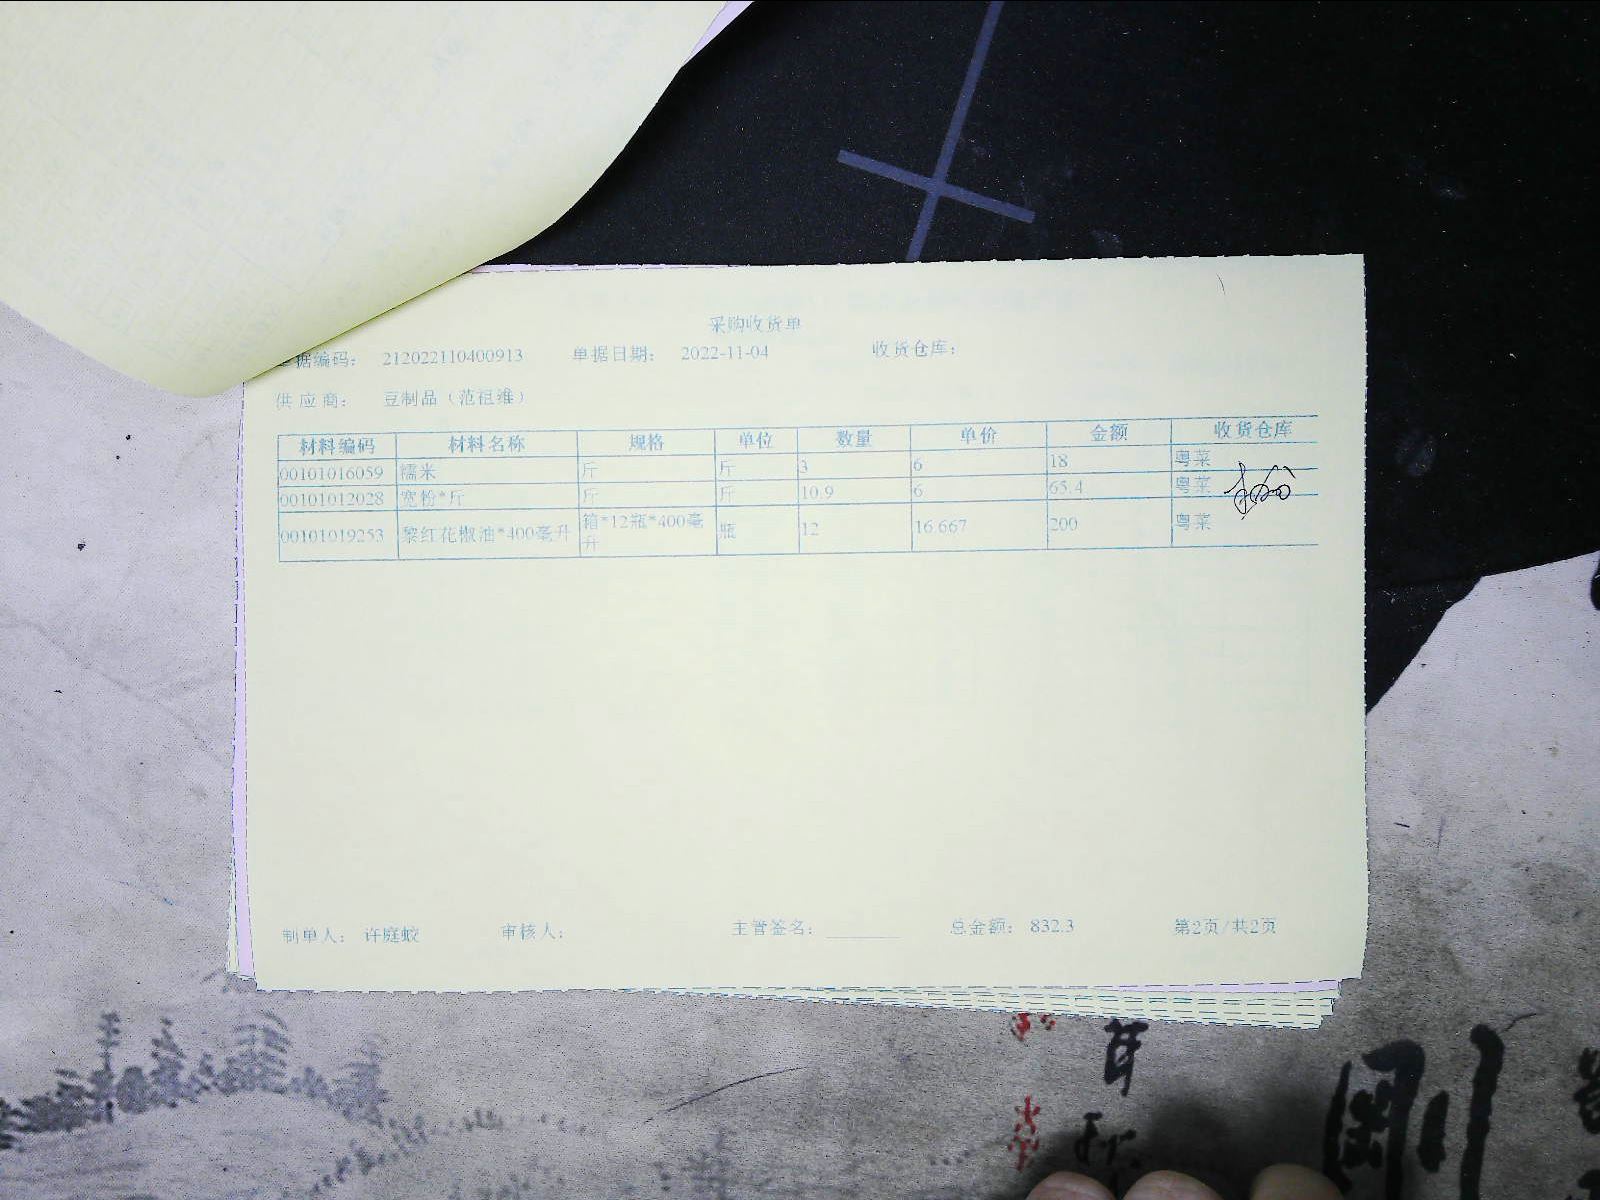 采购收货单
单据编码： 212022110400913 单据日期： 2022-11-04 收货仓库：
供应商： 豆制品（范祖维）
材料编码 材料名称 规格 单位 数量 单价 金额 收货仓库
00101016059 糯米 斤 斤 3 6 18 粤菜
00101012028 宽粉*斤 斤 斤 10.9 6 65.4 粤菜
00101019253 黎红花椒油*400毫升 箱*12瓶*400毫升 瓶 12 16.667 200 粤菜
制单人： 许庭蛟 审核人： 主管签名： 总金额： 832.3 第2页/共2页
刚